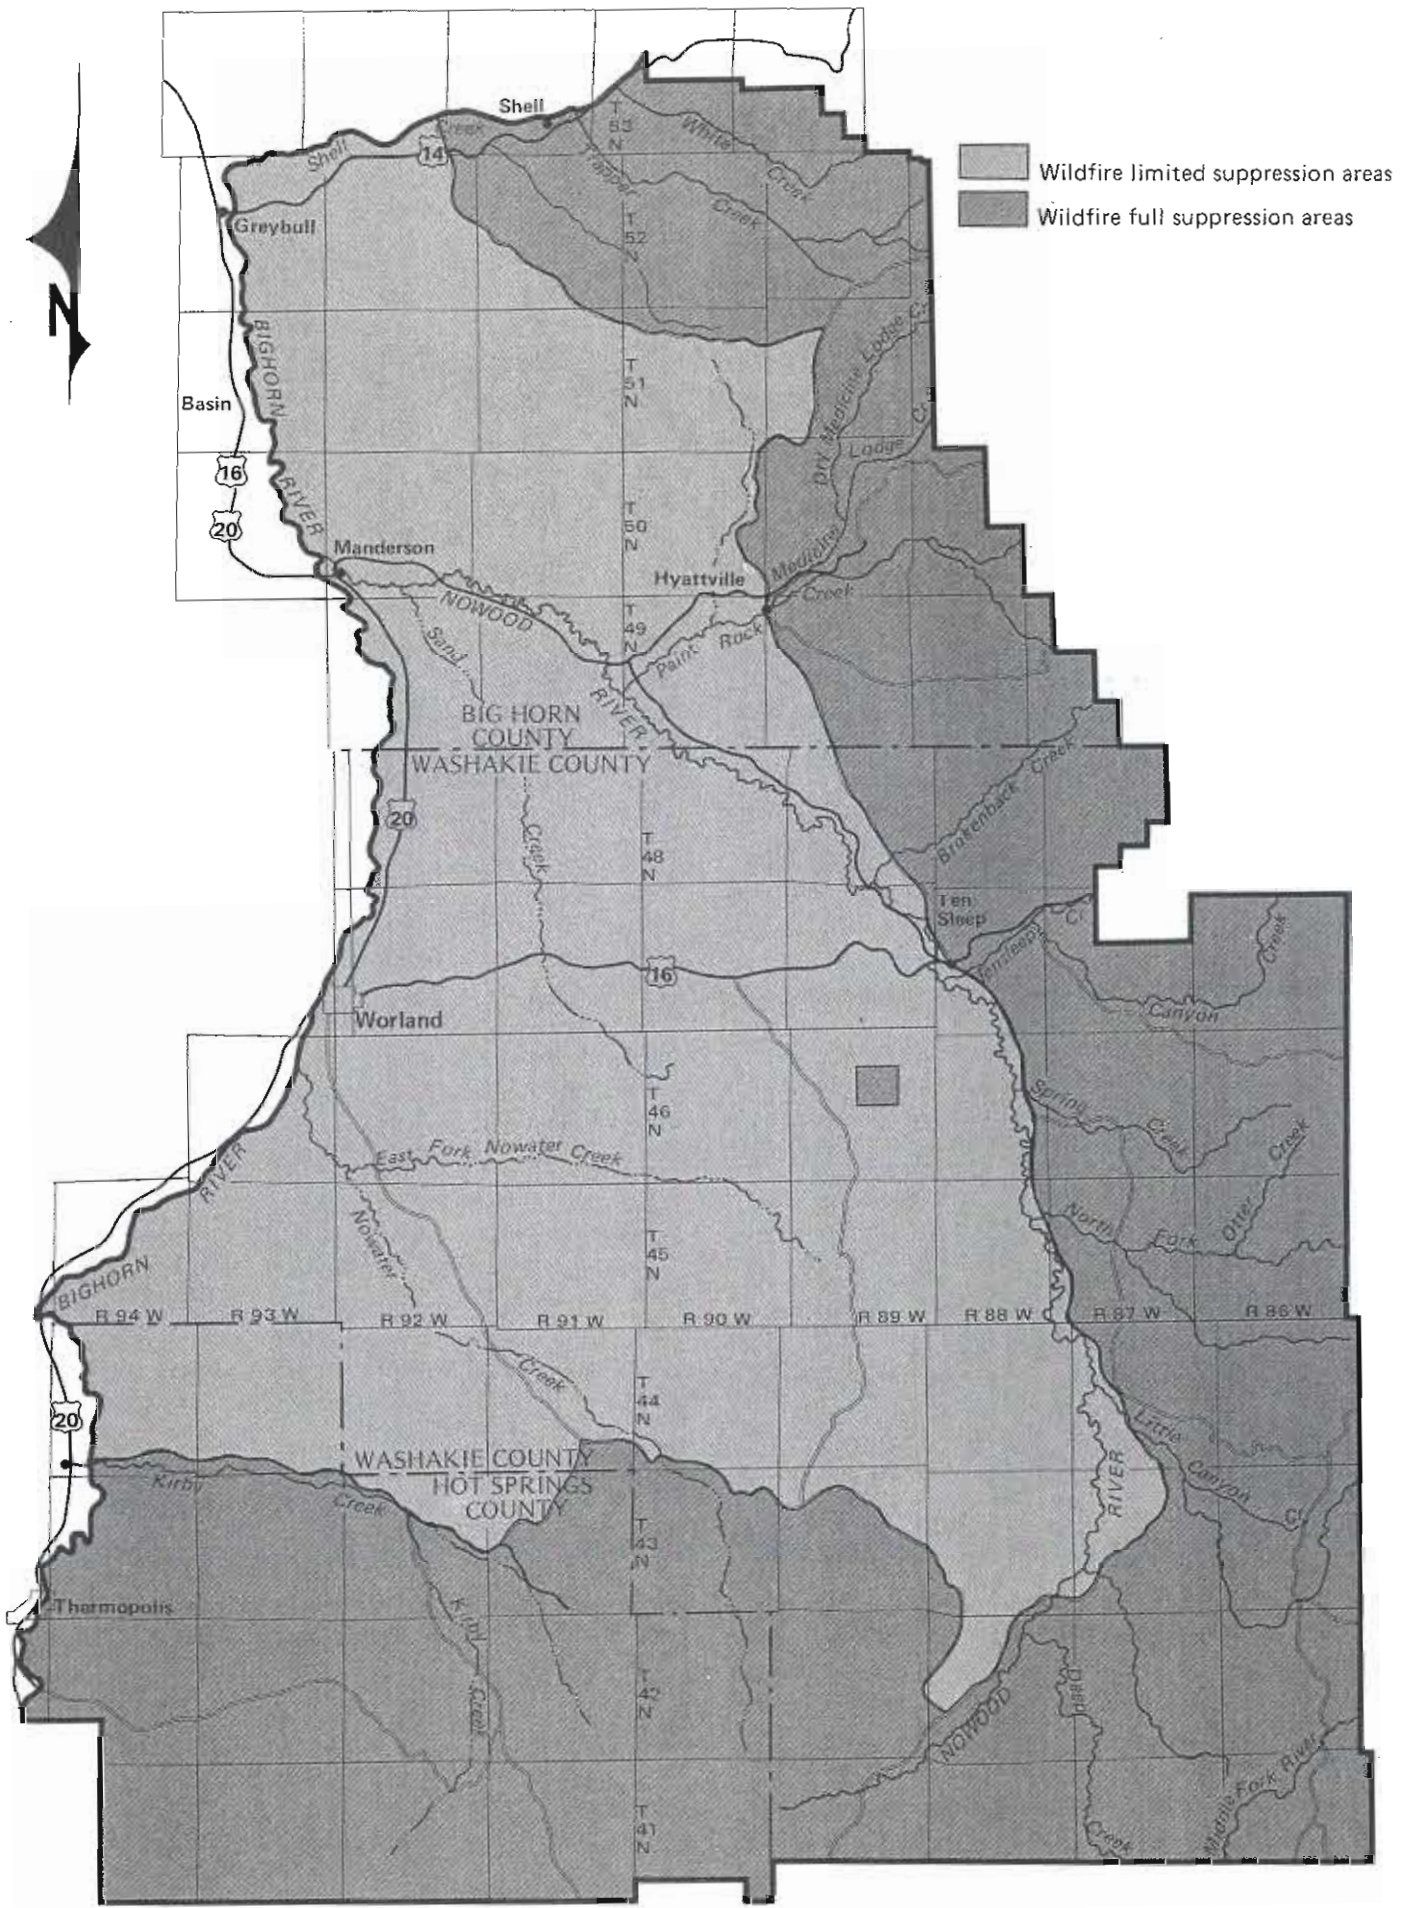 Shell
Creek
T
53
N
White
Creek
Wildfire limited suppression areas
Wildfire full suppression areas
Shell
14
Trapper
Creek
Greybull
T
52
N
N
BIGHORN
RIVER
Basin
T
51
N
Dry Medicine Lodge Cr.
Cr.
Lodge
Medicine
16
20
T
50
N
Manderson
Hyattville
Creek
NOWOOD
RIVER
T
49
N
Sand
Paint Rock
BIG HORN
COUNTY
WASHAKIE COUNTY
20
Creek
T
48
N
Brokenback Creek
Ten
Sleep
Tensleep
Cr.
16
Creek
Canyon
Worland
T
46
N
Spring
Creek
Otter Creek
East Fork Nowater Creek
RIVER
BIGHORN
Nowater
T
45
N
North Fork
R 94 W
R 93 W
R 92 W
R 91 W
R 90 W
R 89 W
R 88 W
R 87 W
R 86 W
Creek
T
44
N
20
Little
Canyon
Cr.
WASHAKIE COUNTY
HOT SPRINGS
COUNTY
Kirby
Creek
RIVER
T
43
N
Thermopolis
Kirby
Creek
T
42
N
NOWOOD
Deep
Creek
Middle Fork River
T
41
N